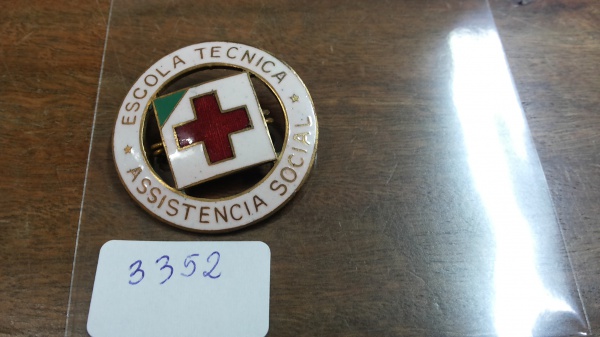 ESCOLA TECNICA
ASSISTENCIA SOCIAL
3352